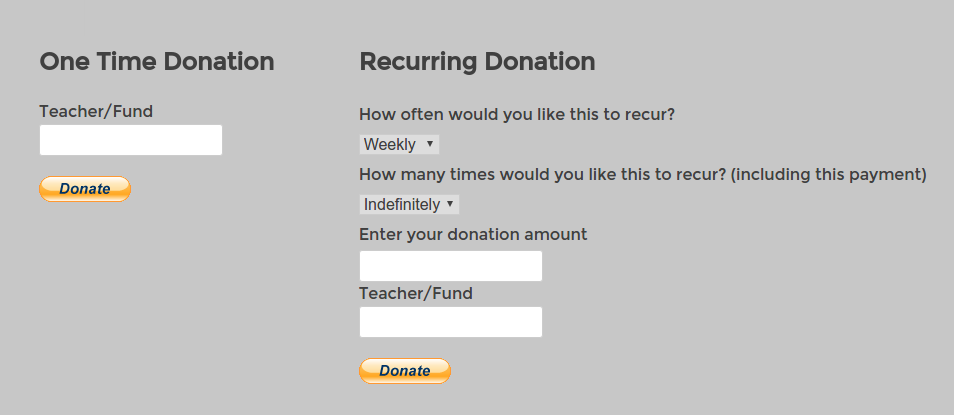 One Time Donation
Teacher/Fund
Donate
Recurring Donation
How often would you like this to recur?
Weekly
How many times would you like this to recur? (including this payment)
Indefinitely
Enter your donation amount
Teacher/Fund
Donate